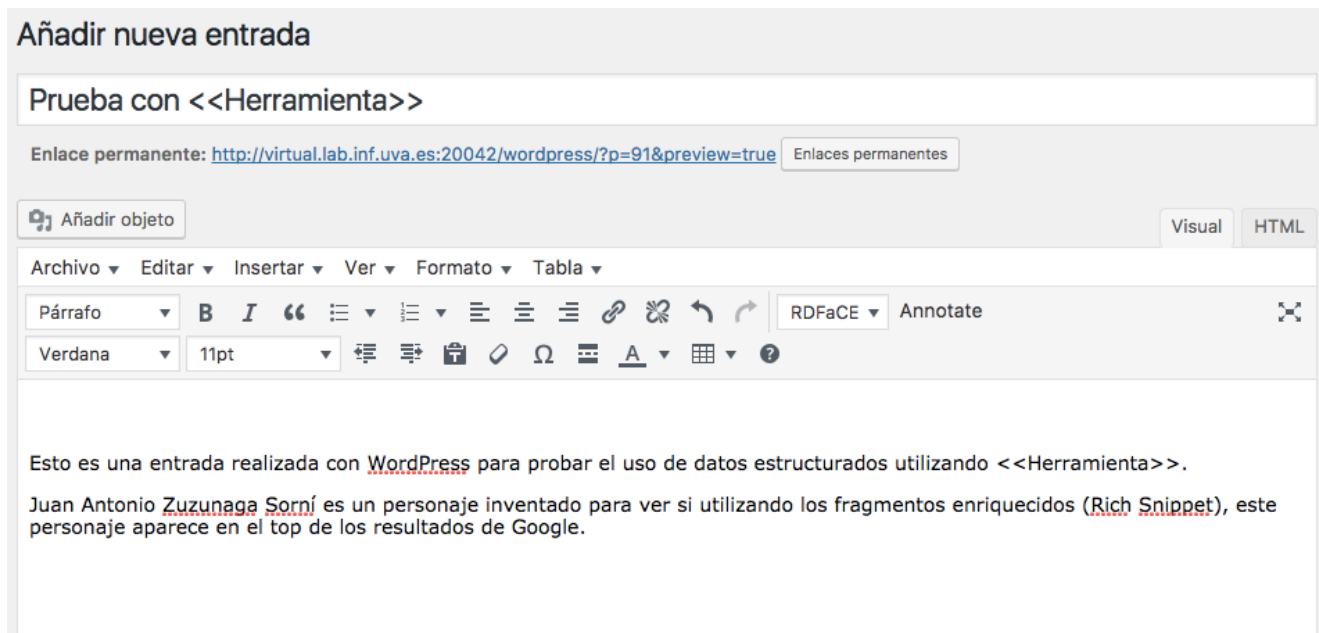 Añadir nueva entrada
Prueba con <<Herramienta>>
Enlace permanente: http://virtual.lab.inf.uva.es:20042/wordpress/?p=91&preview=true Enlaces permanentes
Añadir objeto Visual HTML
Archivo Editar Insertar Ver Formato Tabla
Párrafo B I RDFaCE Annotate
Verdana 11pt Ω A
Esto es una entrada realizada con WordPress para probar el uso de datos estructurados utilizando <<Herramienta>>.
Juan Antonio Zuzunaga Sorní es un personaje inventado para ver si utilizando los fragmentos enriquecidos (Rich Snippet), este
personaje aparece en el top de los resultados de Google.